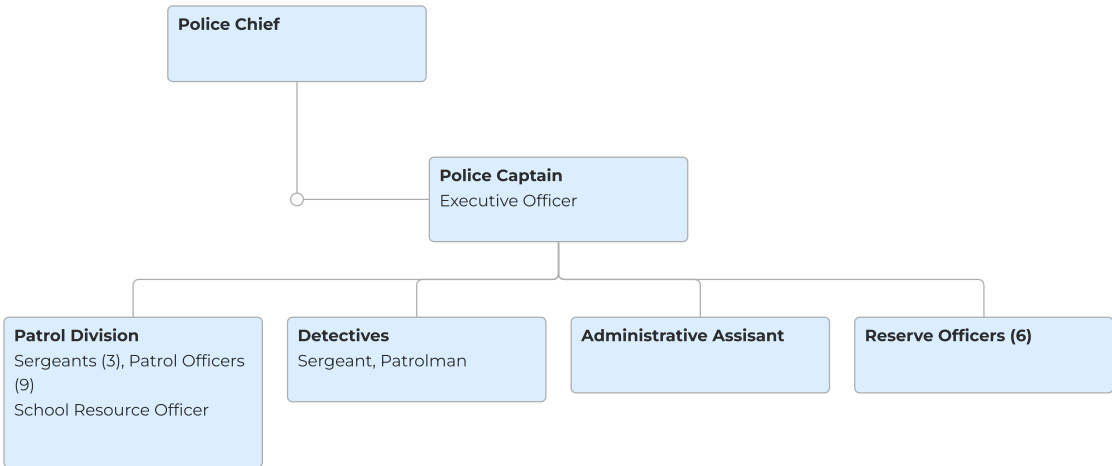 Police Chief
Police Captain
Executive Officer
Patrol Division
Sergeants (3), Patrol Officers
(9)
School Resource Officer
Detectives
Sergeant, Patrolman
Administrative Assisant
Reserve Officers (6)